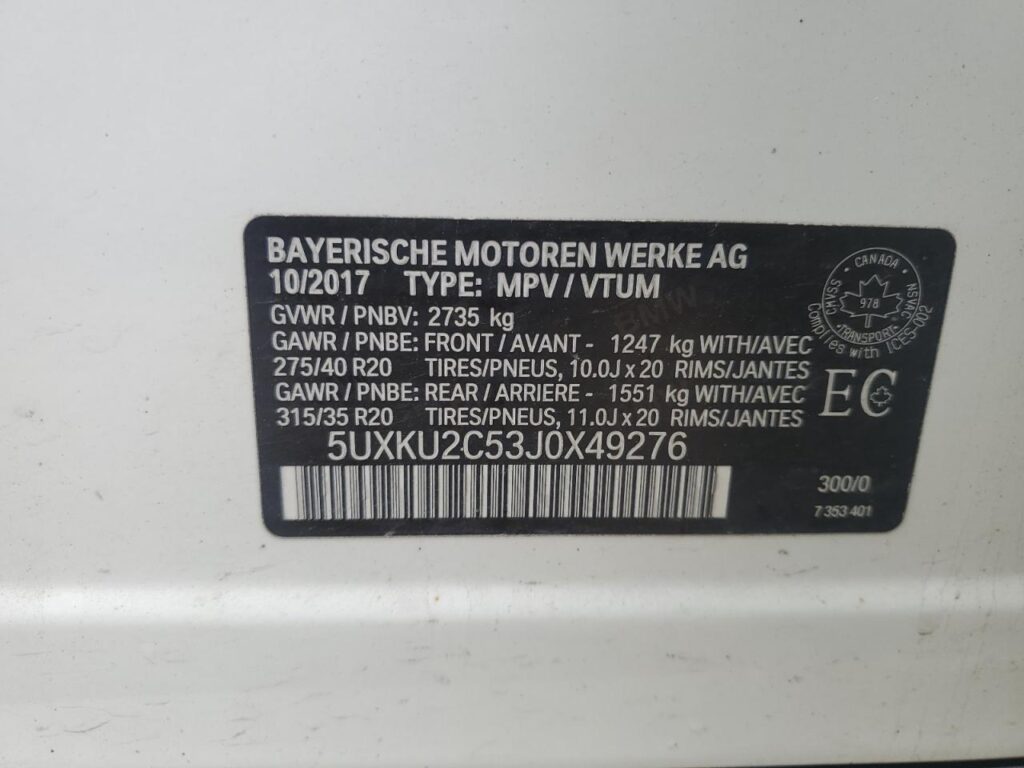 BAYERISCHE MOTOREN WERKE AG
10/2017 TYPE: MPV / VTUM
GVWR / PNBV: 2735 kg
GAWR / PNBE: FRONT / AVANT - 1247 kg WITH/AVEC
275/40 R20 TIRES/PNEUS, 10.0J x 20 RIMS/JANTES
GAWR / PNBE: REAR / ARRIERE - 1551 kg WITH/AVEC
315/35 R20 TIRES/PNEUS, 11.0J x 20 RIMS/JANTES
5UXKU2C53J0X49276
BMW
CANADA
CMVSS
NSVAC
978
TRANSPORT
Complies with ICES-002
EC
300/0
7 353 401